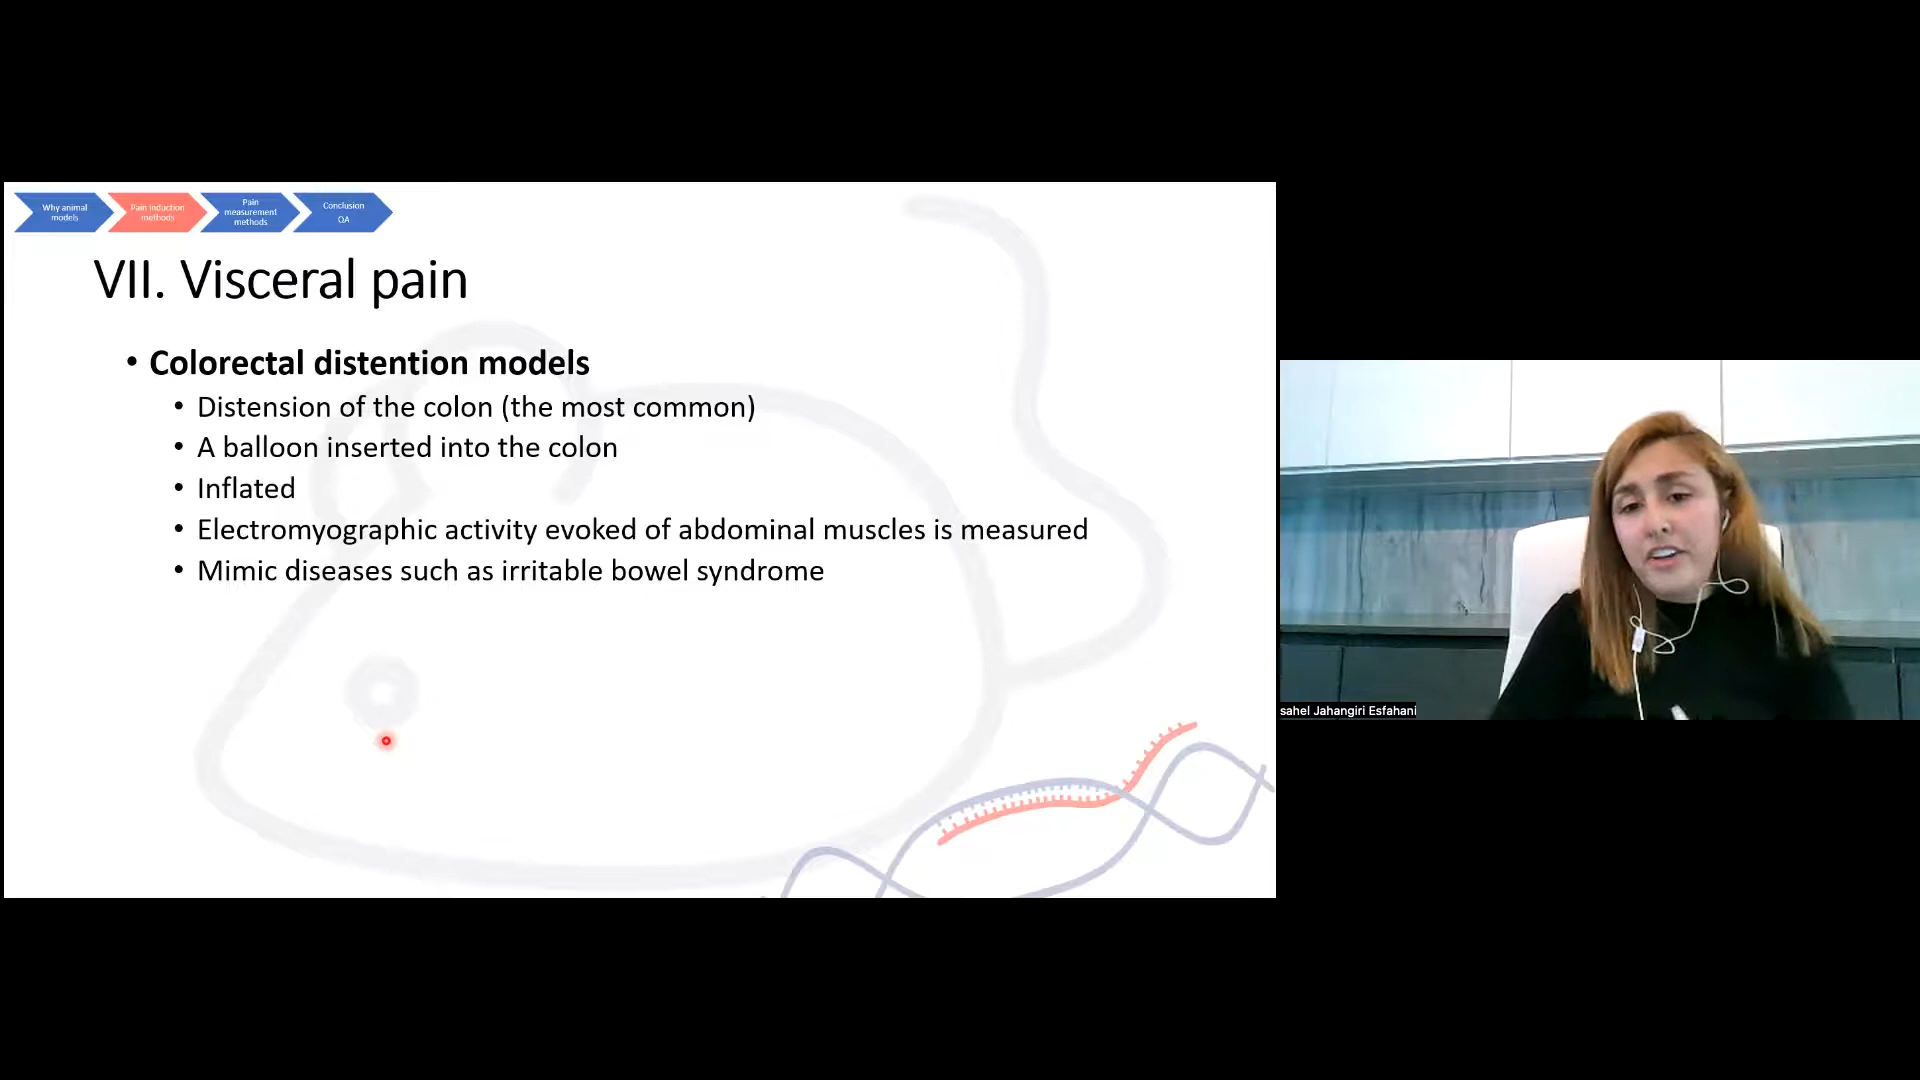 Why animal
models
Pain induction
methods
Pain
measurement
methods
Conclusion
QA
VII. Visceral pain
• Colorectal distention models
• Distension of the colon (the most common)
• A balloon inserted into the colon
• Inflated
• Electromyographic activity evoked of abdominal muscles is measured
• Mimic diseases such as irritable bowel syndrome
sahel Jahangiri Esfahani